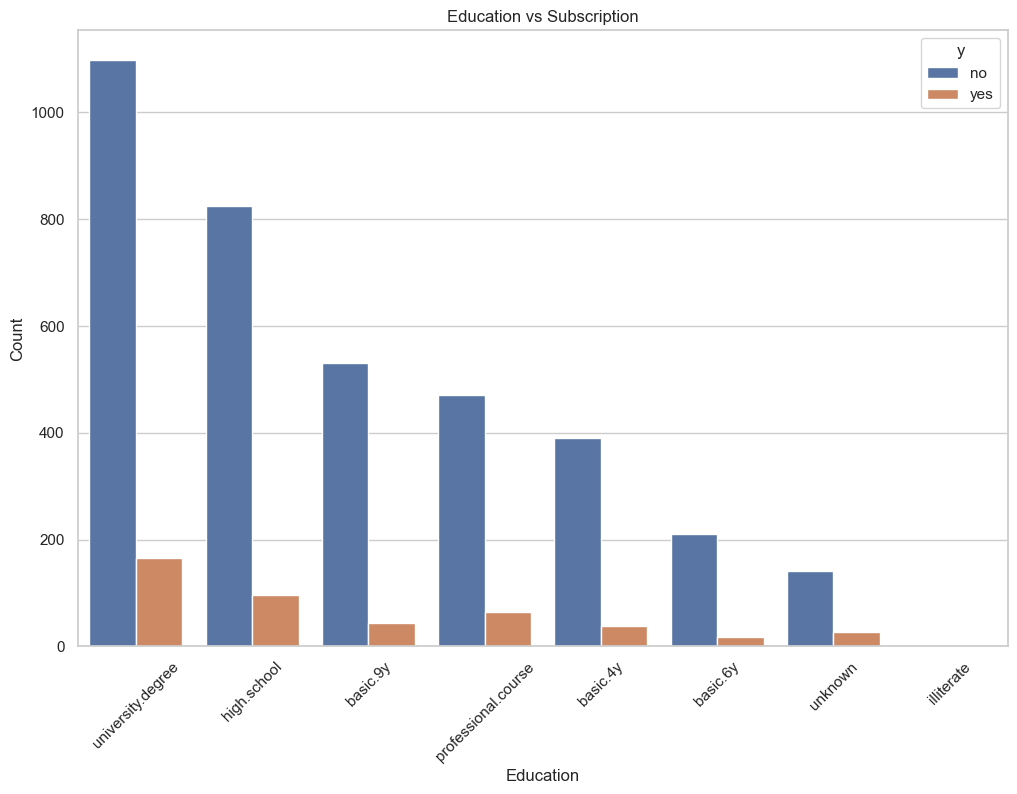 Education vs Subscription
y
no
yes
1000
800
600
400
200
0
Count
university.degree
high.school
basic.9y
professional.course
basic.4y
basic.6y
unknown
illiterate
Education